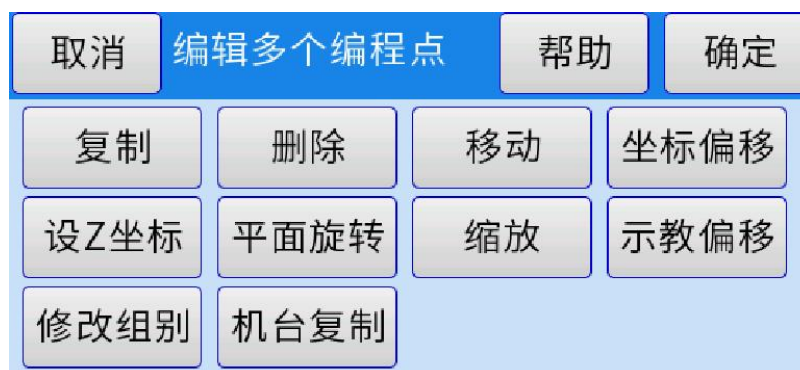 取消 编辑多个编程点 帮助 确定
复制 删除 移动 坐标偏移
设Z坐标 平面旋转 缩放 示教偏移
修改组别 机台复制